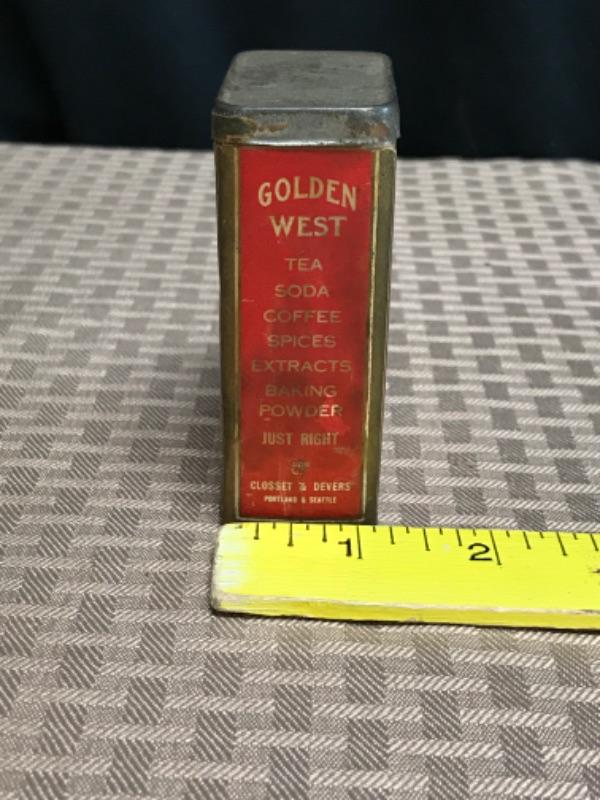 GOLDEN
WEST
TEA
SODA
COFFEE
SPICES
EXTRACTS
BAKING
POWDER
JUST RIGHT
CLOSSET & DEVERS
PORTLAND & SEATTLE
1 2